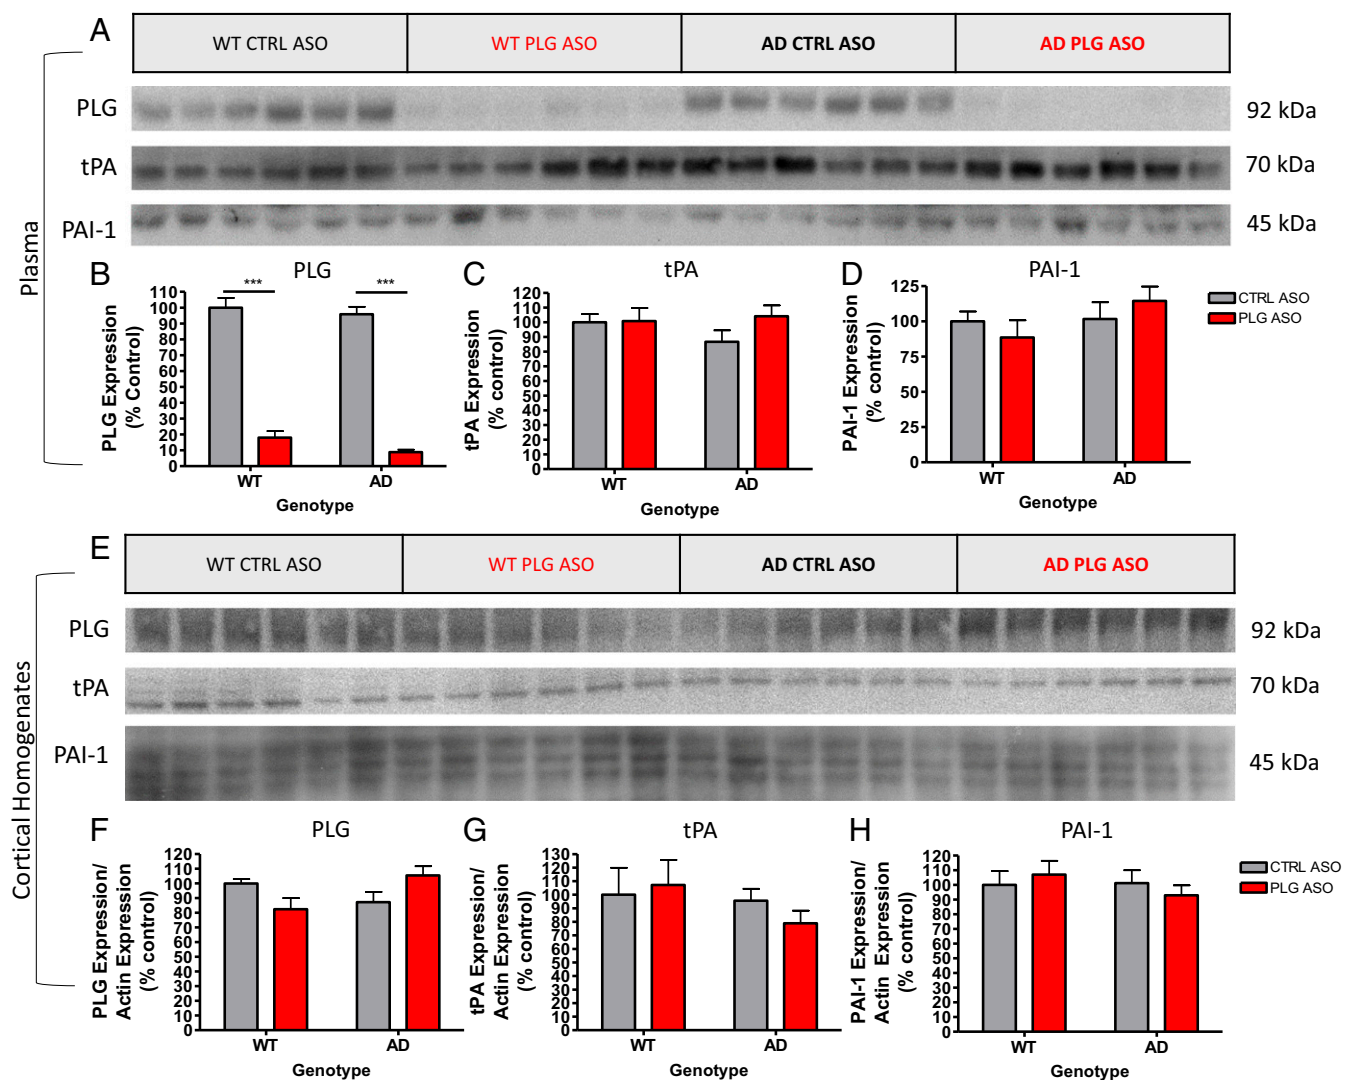 A
WT CTRL ASO WT PLG ASO AD CTRL ASO AD PLG ASO
Plasma
PLG 92 kDa
tPA 70 kDa
PAI-1 45 kDa
B
PLG
*** ***
PLG Expression
(% Control)
110
100
90
80
70
60
50
40
30
20
10
0
WT AD
Genotype
C
tPA
tPA Expression
(% control)
120
110
100
90
80
70
60
50
40
30
20
10
0
WT AD
Genotype
D
PAI-1
PAI-1 Expression
(% control)
125
100
75
50
25
0
WT AD
Genotype
CTRL ASO
PLG ASO
E
WT CTRL ASO WT PLG ASO AD CTRL ASO AD PLG ASO
Cortical Homogenates
PLG 92 kDa
tPA 70 kDa
PAI-1 45 kDa
F
PLG
PLG Expression/
Actin Expression
(% control)
120
110
100
90
80
70
60
50
40
30
20
10
0
WT AD
Genotype
G
tPA
tPA Expression/
Actin Expression
(% control)
130
120
110
100
90
80
70
60
50
40
30
20
10
0
WT AD
Genotype
H
PAI-1
PAI-1 Expression/
Actin Expression
(% control)
120
110
100
90
80
70
60
50
40
30
20
10
0
WT AD
Genotype
CTRL ASO
PLG ASO